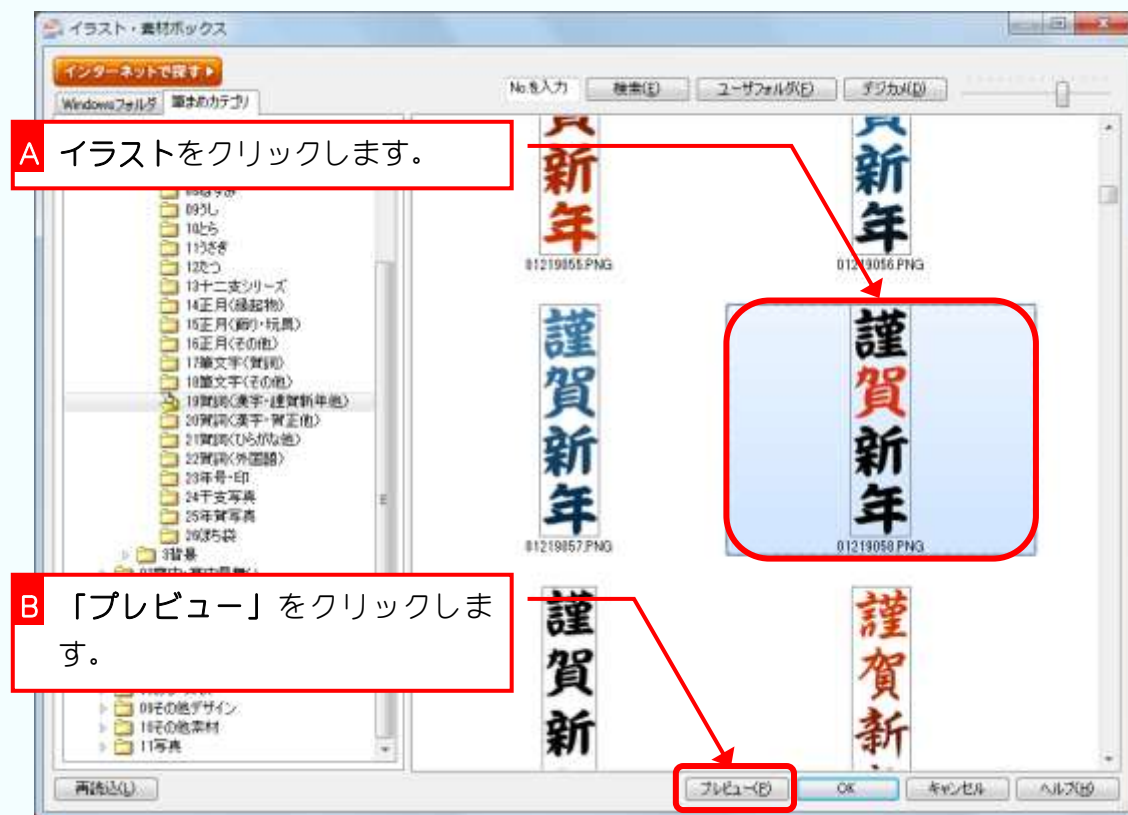 イラスト・素材ボックス
インターネットで探す
Windowsフォルダ 筆まめカテゴリ
No.を入力 検索(E) ユーザフォルダ(E) デジカメ(D)
A イラストをクリックします。
09うし
10とら
11うさぎ
12たつ
13十二支シリーズ
14正月(縁起物)
15正月(飾り・玩具)
16正月(その他)
17筆文字(賀詞)
18筆文字(その他)
19賀詞(漢字・謹賀新年他)
20賀詞(漢字・賀正他)
21賀詞(ひらがな他)
22賀詞(外国語)
23年号・印
24干支写真
25年賀写真
26ぽち袋
3背景
B 「プレビュー」をクリックしま
す。
09その他デザイン
10その他素材
11写真
賀新年
01219055.PNG
賀新年
01219056.PNG
謹賀新年
01219057.PNG
謹賀新年
01219058.PNG
謹賀新
謹賀新
再読込(L) プレビュー(P) OK キャンセル ヘルプ(H)